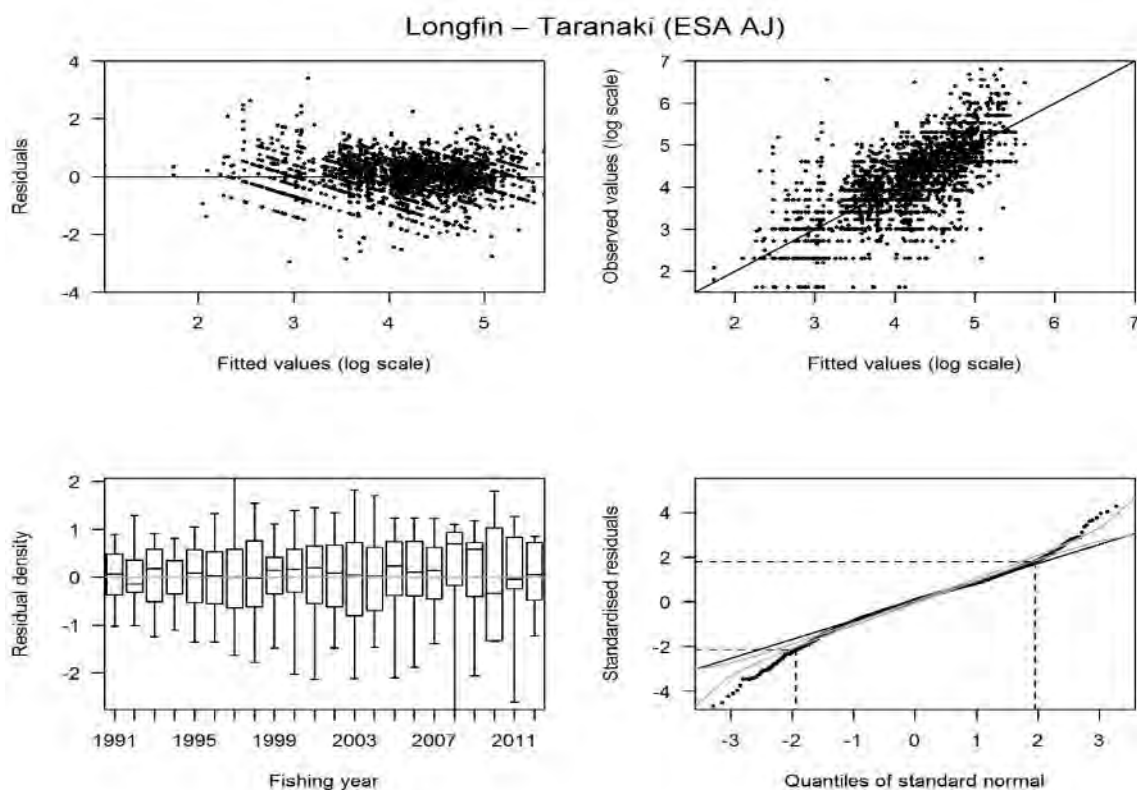 Longfin – Taranaki (ESA AJ)
Residuals
4
2
0
-2
-4
2 3 4 5
Fitted values (log scale)
Observed values (log scale)
7
6
5
4
3
2
2 3 4 5 6 7
Fitted values (log scale)
Residual density
2
1
0
-1
-2
1991 1995 1999 2003 2007 2011
Fishing year
Standardised residuals
4
2
0
-2
-4
-3 -2 -1 0 1 2 3
Quantiles of standard normal